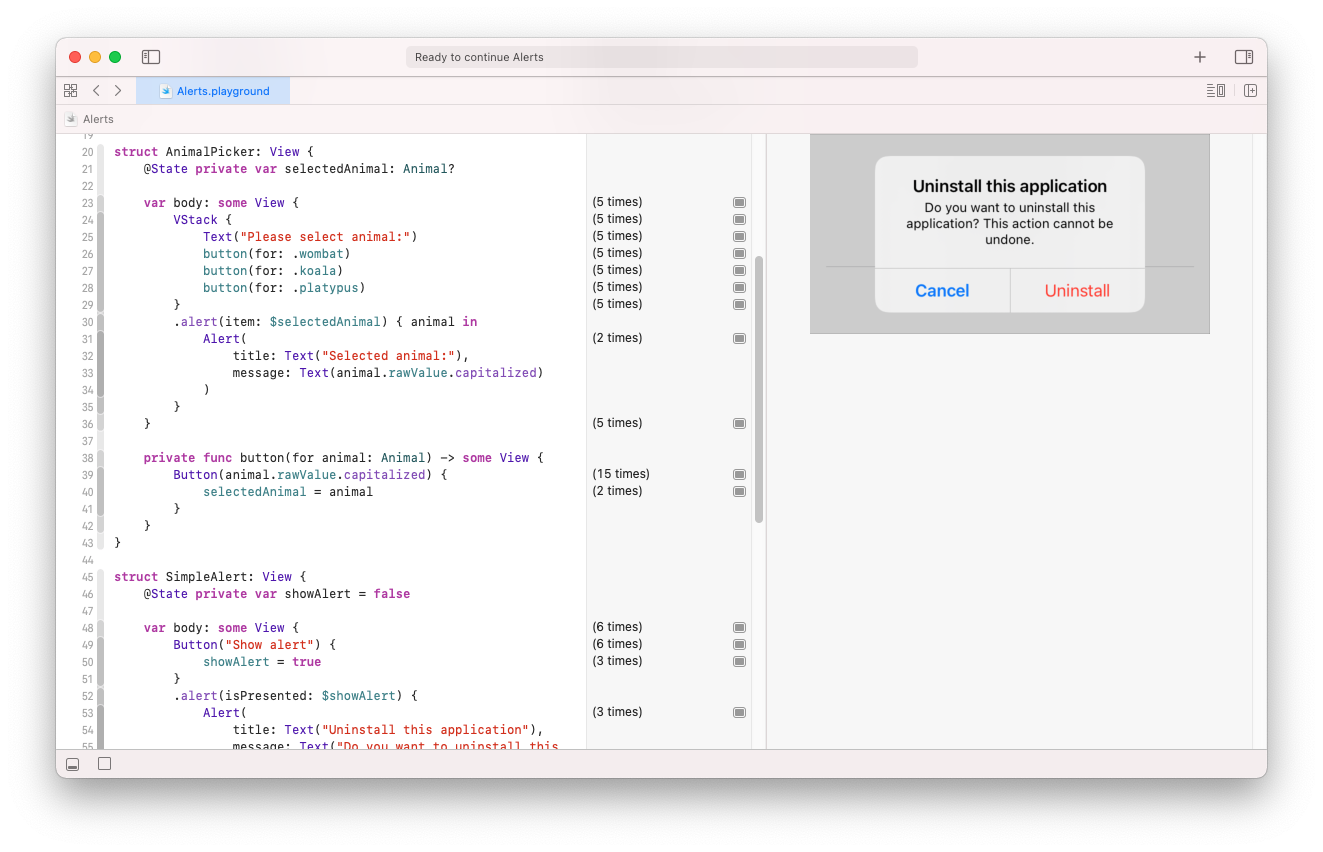 Ready to continue Alerts
Alerts.playground
Alerts
19
20 struct AnimalPicker: View {
21 @State private var selectedAnimal: Animal?
22
23 var body: some View { (5 times)
24 VStack { (5 times)
25 Text("Please select animal:") (5 times)
26 button(for: .wombat) (5 times)
27 button(for: .koala) (5 times)
28 button(for: .platypus) (5 times)
29 } (5 times)
30 .alert(item: $selectedAnimal) { animal in
31 Alert( (2 times)
32 title: Text("Selected animal:"),
33 message: Text(animal.rawValue.capitalized)
34 )
35 }
36 } (5 times)
37
38 private func button(for animal: Animal) -> some View {
39 Button(animal.rawValue.capitalized) { (15 times)
40 selectedAnimal = animal (2 times)
41 }
42 }
43 }
44
45 struct SimpleAlert: View {
46 @State private var showAlert = false
47
48 var body: some View { (6 times)
49 Button("Show alert") { (6 times)
50 showAlert = true (3 times)
51 }
52 .alert(isPresented: $showAlert) {
53 Alert( (3 times)
54 title: Text("Uninstall this application"),
55 message: Text("Do you want to uninstall this
Uninstall this application
Do you want to uninstall this
application? This action cannot be
undone.
Cancel Uninstall